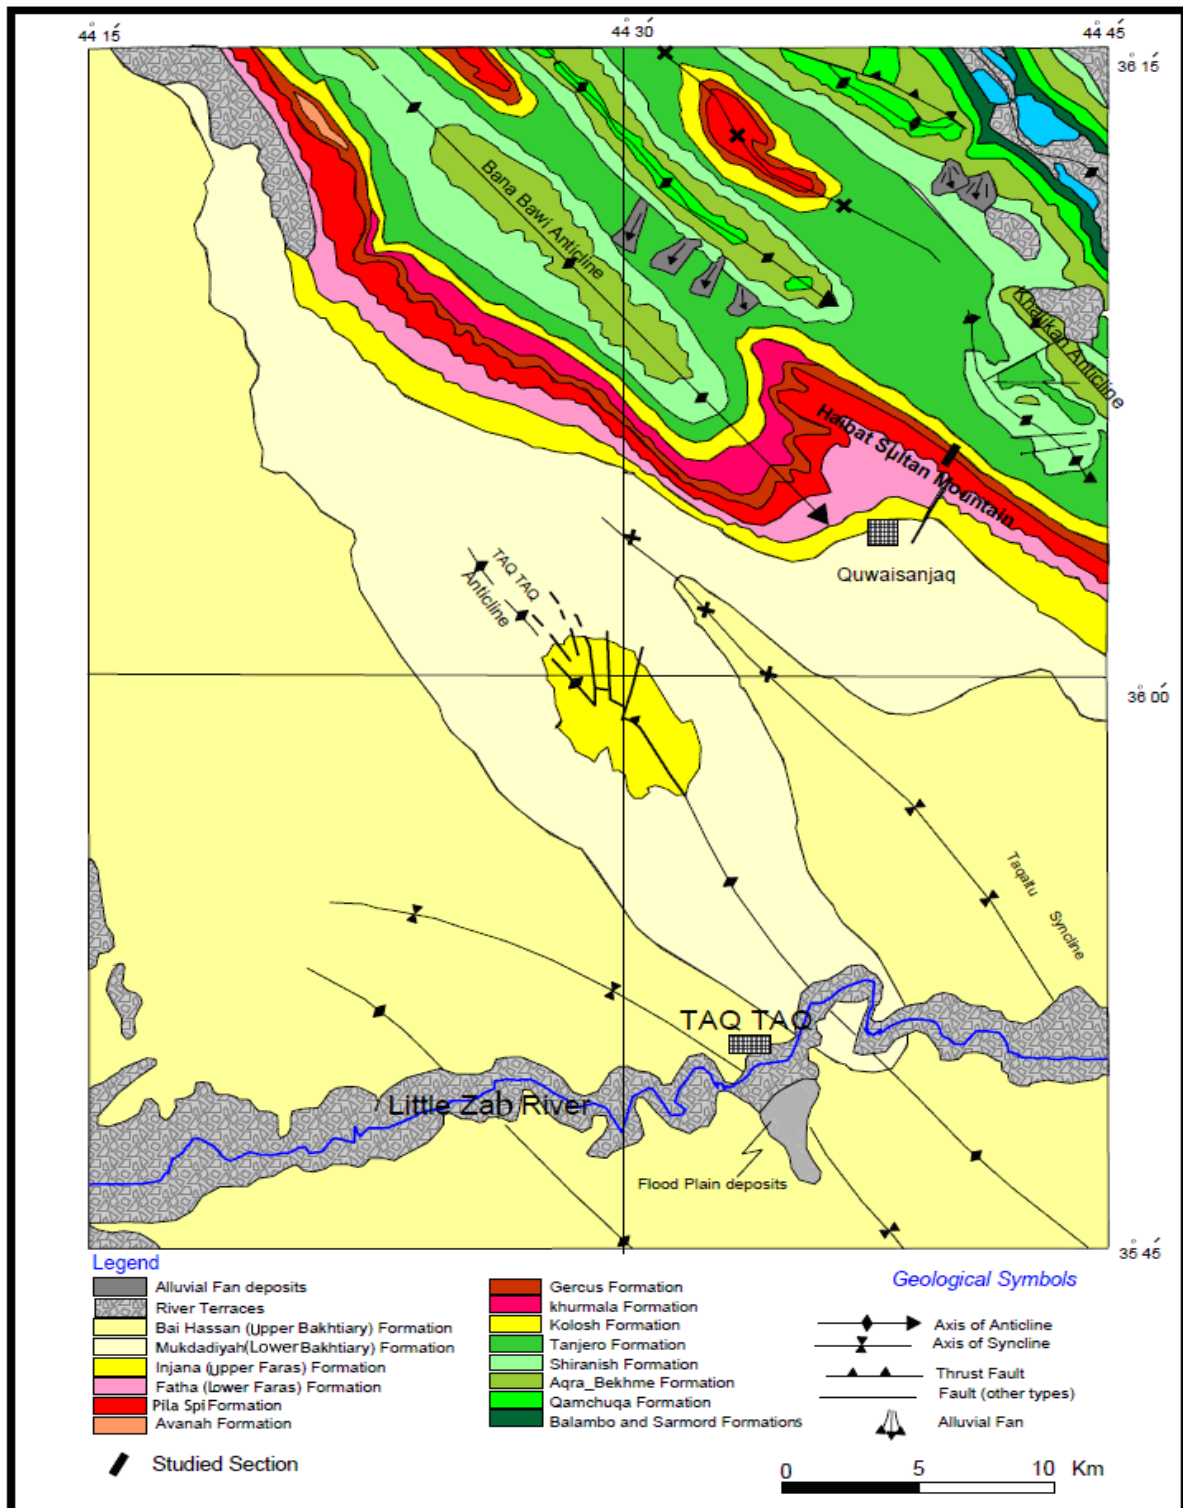 44° 15′
44 30
44° 45′
36° 15′
Bana Bawi Anticline
Khalkan Anticline
Haibat Sultan Mountain
Quwaisanjaq
TAQ TAQ
Anticline
36° 00′
Taqaltu
Syncline
TAQ TAQ
Little Zab River
Flood Plain deposits
35° 45′
Legend
Alluvial Fan deposits
River Terraces
Bai Hassan (Upper Bakhtiary) Formation
Mukdadiyah(Lower Bakhtiary) Formation
Injana (Upper Faras) Formation
Fatha (Lower Faras) Formation
Pila Spi Formation
Avanah Formation
Studied Section
Gercus Formation
khurmala Formation
Kolosh Formation
Tanjero Formation
Shiranish Formation
Aqra_Bekhme Formation
Qamchuqa Formation
Balambo and Sarmord Formations
Geological Symbols
Axis of Anticline
Axis of Syncline
Thrust Fault
Fault (other types)
Alluvial Fan
0 5 10 Km